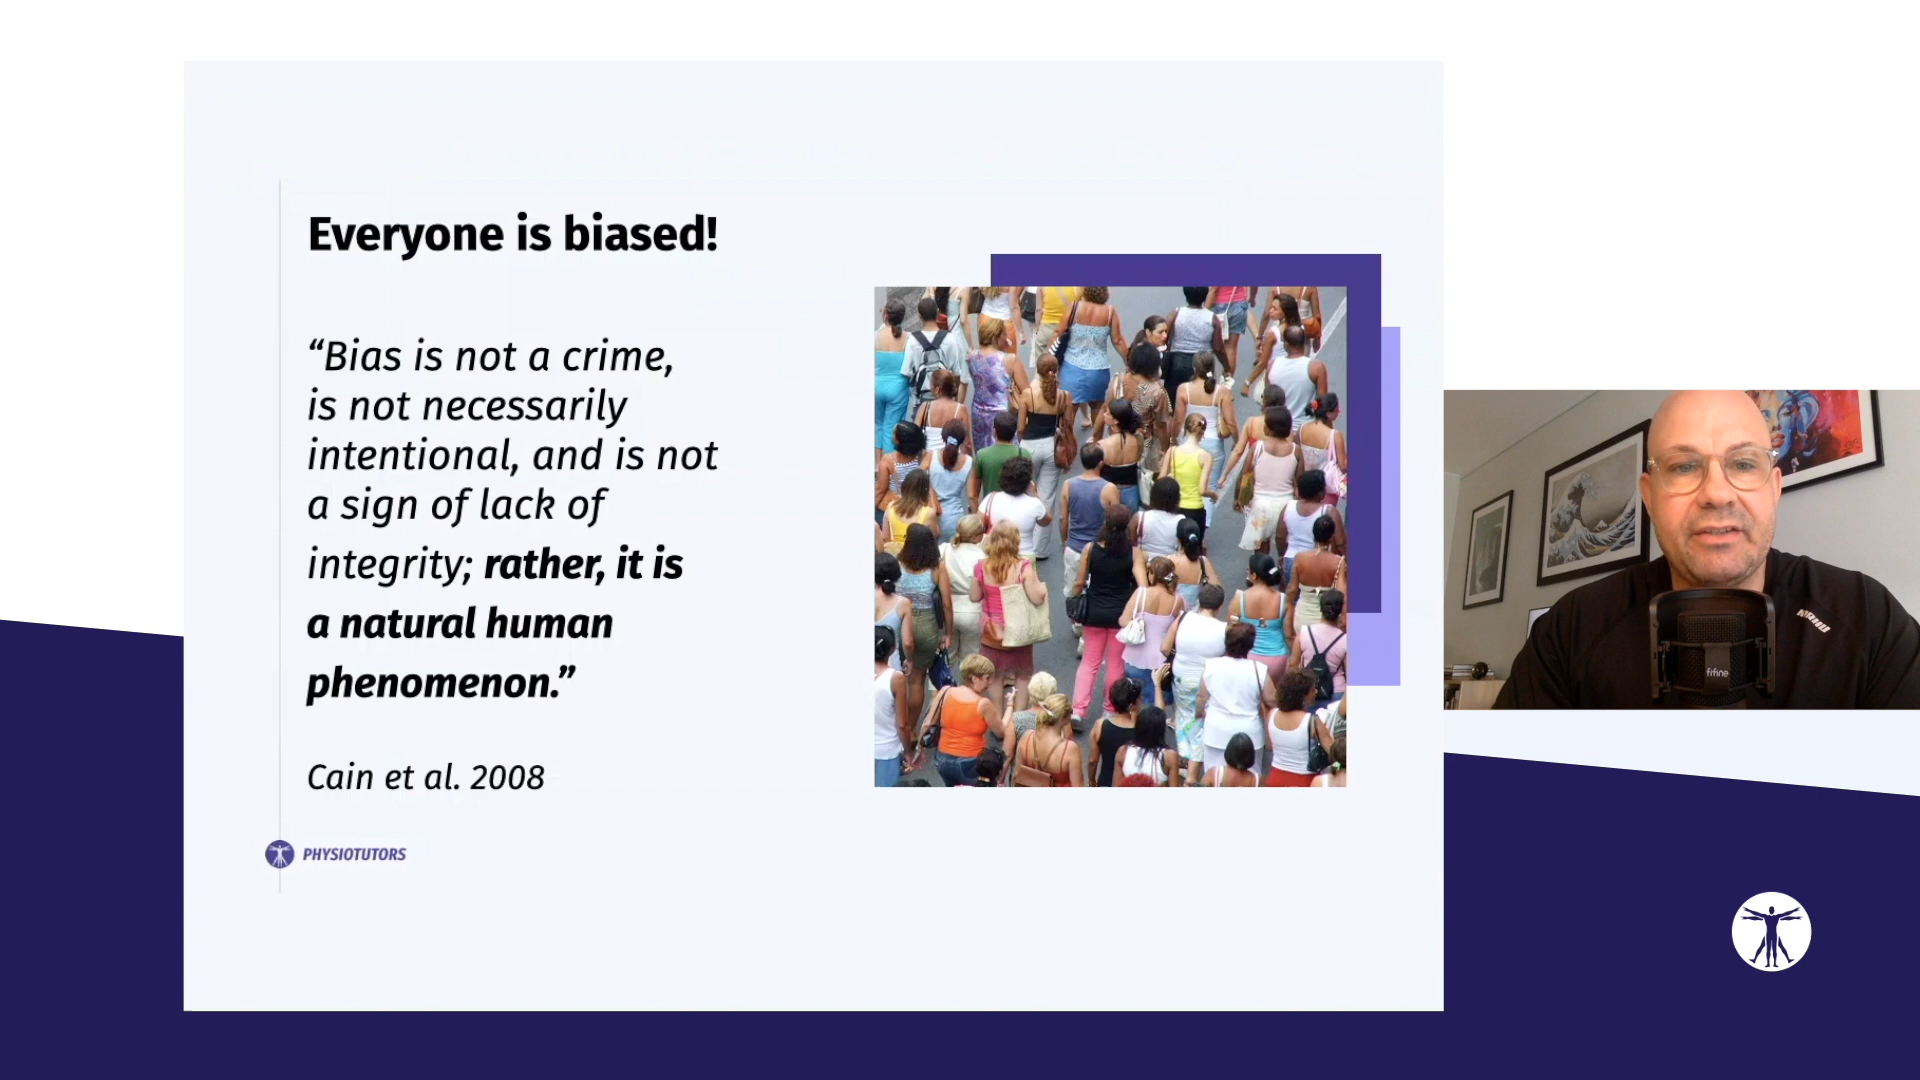 Everyone is biased!
“Bias is not a crime,
is not necessarily
intentional, and is not
a sign of lack of
integrity; rather, it is
a natural human
phenomenon.”
Cain et al. 2008
PHYSIOTUTORS
fifine